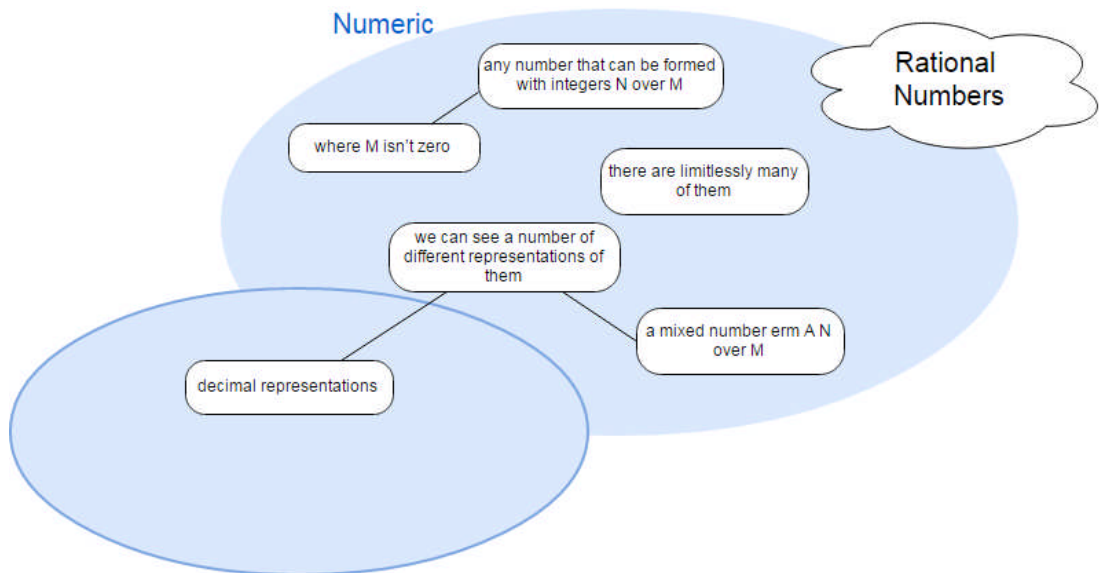 Numeric
any number that can be formed
with integers N over M
Rational
Numbers
where M isn't zero
there are limitlessly many
of them
we can see a number of
different representations of
them
a mixed number erm A N
over M
decimal representations